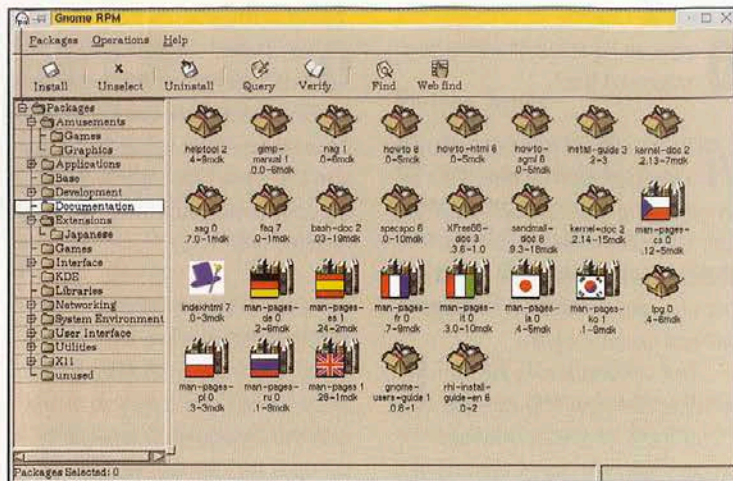 Gnome RPM
Packages Operations Help
Install Unselect Uninstall Query Verify Find Web find
Packages
Amusements
Games
Graphics
Applications
Base
Development
Documentation
Extensions
Japanese
Games
Interface
KDE
Libraries
Networking
System Environment
User Interface
Utilities
X11
unused
helptool 2 gimp- nag 1 howto 6 howto-html 6 howto- install-guide 3 kernel-doc 2
.4-9mdk manual 1 .0-6mdk .0-5mdk .0-5mdk sgml 6 .2-3 .2.13-7mdk
.0.0-6mdk .0-5mdk
sag 0 faq 7 bash-doc 2 specspo 6 XFree86- sendmail- kernel-doc 2 man-pages-
.7.0-1mdk .0-1mdk .03-19mdk .0-10mdk doc 3 doc 8 .2.14-15mdk cs 0
.3.6-1.0 .9.3-18mdk .12-5mdk
indexhtml 7 man-pages- man-pages- man-pages- man-pages- man-pages- man-pages- lpg 0
.0-3mdk de 0 es 1 fr 0 it 0 ja 0 ko 1 .4-6mdk
.2-6mdk .24-2mdk .7-9mdk .3.0-10mdk .4-5mdk .1-9mdk
man-pages- man-pages- man-pages 1 gnome- rhl-install-
pl 0 ru 0 .28-1mdk users-guide 1 guide-en 6
.3-3mdk .1-8mdk .0.6-1 .0-2
Packages Selected: 0